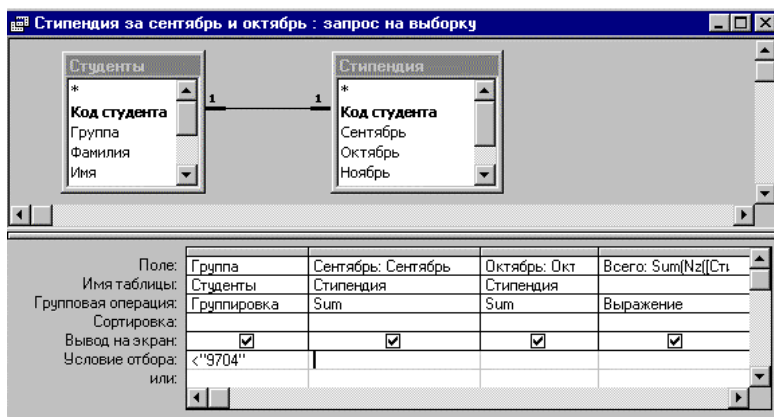 Стипендия за сентябрь и октябрь : запрос на выборку
Студенты
*
Код студента
Группа
Фамилия
Имя
1
1
Стипендия
*
Код студента
Сентябрь
Октябрь
Ноябрь
Поле: Группа Сентябрь: Сентябрь Октябрь: Окт Всего: Sum(Nz([Сти
Имя таблицы: Студенты Стипендия Стипендия
Групповая операция: Группировка Sum Sum Выражение
Сортировка:
Вывод на экран:
Условие отбора: <"9704"
или: